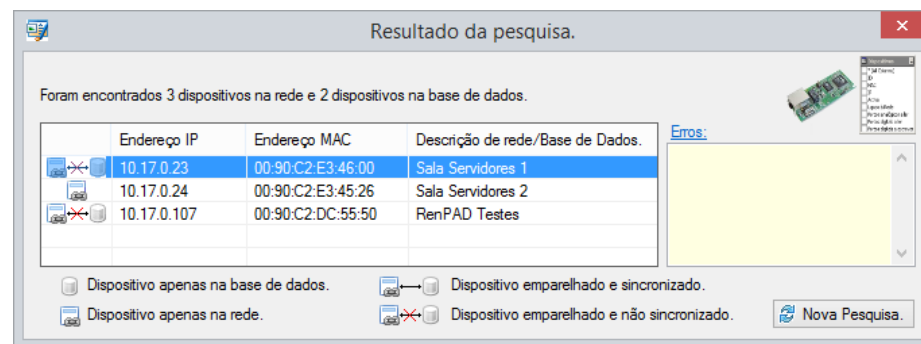 Resultado da pesquisa.
Foram encontrados 3 dispositivos na rede e 2 dispositivos na base de dados.
Endereço IP Endereço MAC Descrição de rede/Base de Dados.
Erros:
10.17.0.23 00:90:C2:E3:46:00 Sala Servidores 1
10.17.0.24 00:90:C2:E3:45:26 Sala Servidores 2
10.17.0.107 00:90:C2:DC:55:50 RenPAD Testes
Dispositivo apenas na base de dados. Dispositivo emparelhado e sincronizado.
Dispositivo apenas na rede. Dispositivo emparelhado e não sincronizado.
Nova Pesquisa.